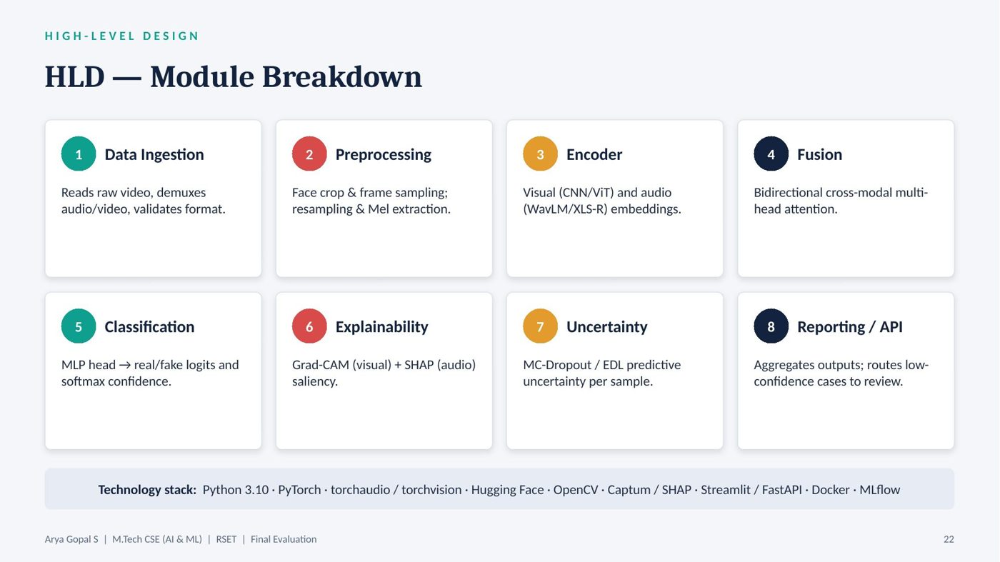 HIGH-LEVEL DESIGN
HLD — Module Breakdown
1 Data Ingestion
Reads raw video, demuxes
audio/video, validates format.
2 Preprocessing
Face crop & frame sampling;
resampling & Mel extraction.
3 Encoder
Visual (CNN/ViT) and audio
(WavLM/XLS-R) embeddings.
4 Fusion
Bidirectional cross-modal multi-
head attention.
5 Classification
MLP head → real/fake logits and
softmax confidence.
6 Explainability
Grad-CAM (visual) + SHAP (audio)
saliency.
7 Uncertainty
MC-Dropout / EDL predictive
uncertainty per sample.
8 Reporting / API
Aggregates outputs; routes low-
confidence cases to review.
Technology stack: Python 3.10 · PyTorch · torchaudio / torchvision · Hugging Face · OpenCV · Captum / SHAP · Streamlit / FastAPI · Docker · MLflow
Arya Gopal S | M.Tech CSE (AI & ML) | RSET | Final Evaluation
22